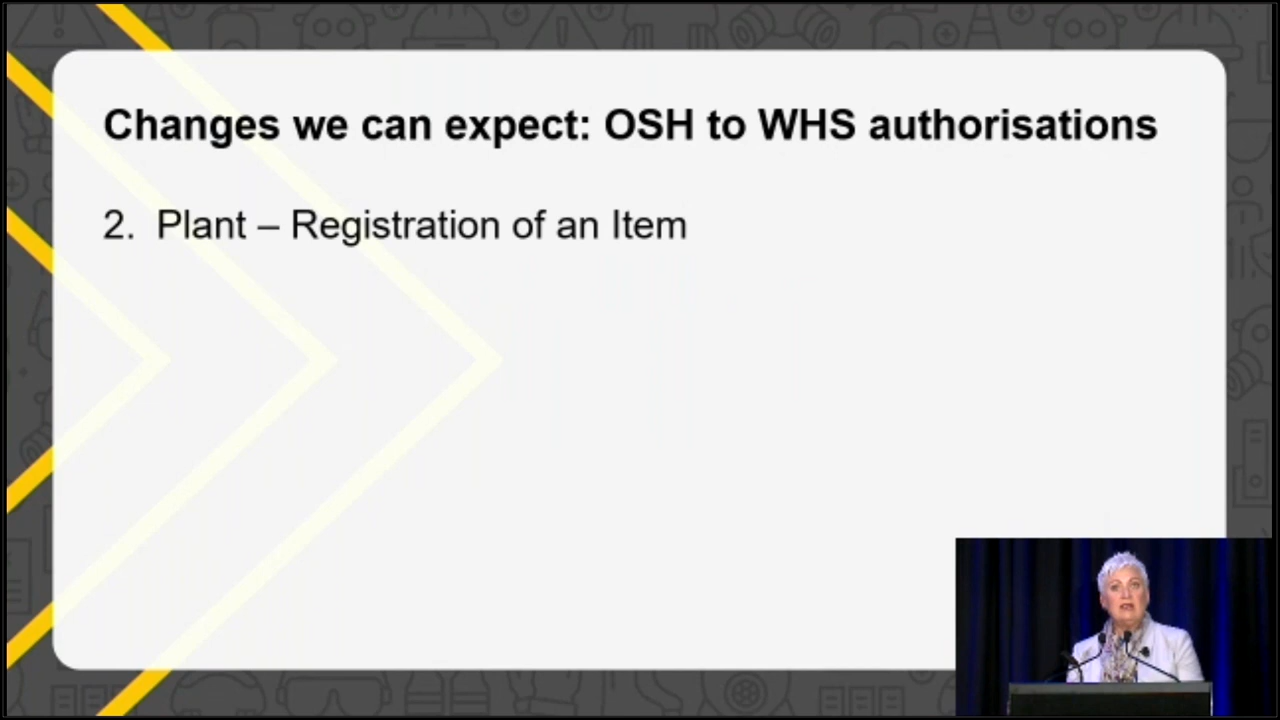 Changes we can expect: OSH to WHS authorisations
2. Plant – Registration of an Item